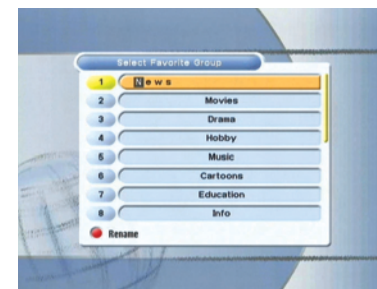 Select Favorite Group
1 News
2 Movies
3 Drama
4 Hobby
5 Music
6 Cartoons
7 Education
8 Info
Rename